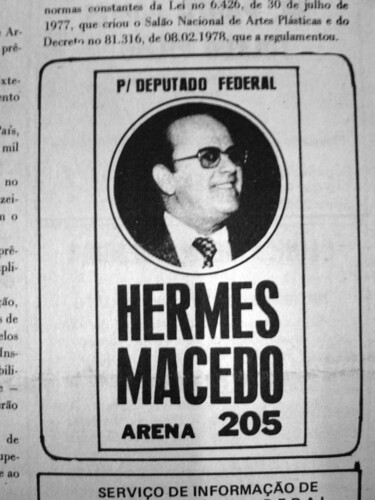 normas constantes da Lei no 6.426, de 30 de julho de
1977, que criou o Salão Nacional de Artes Plásticas e do
Decreto no 81.316, de 08.02.1978, que a regulamentou.
P/ DEPUTADO FEDERAL
HERMES
MACEDO
ARENA 205
SERVIÇO DE INFORMAÇÃO DE